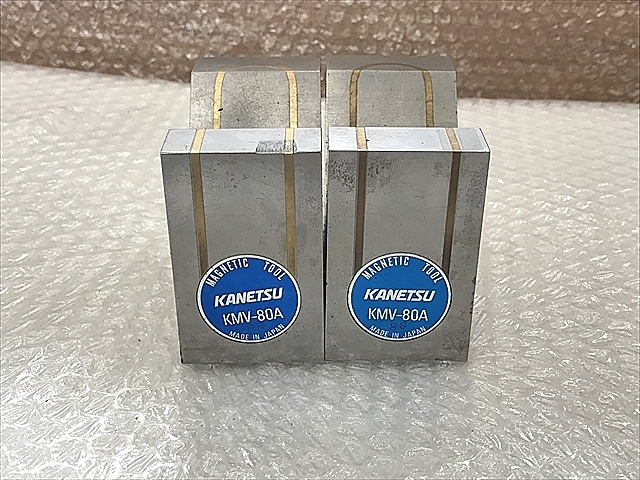 MAGNETIC TOOL
KANETSU
KMV-80A
MADE IN JAPAN
MAGNETIC TOOL
KANETSU
KMV-80A
MADE IN JAPAN